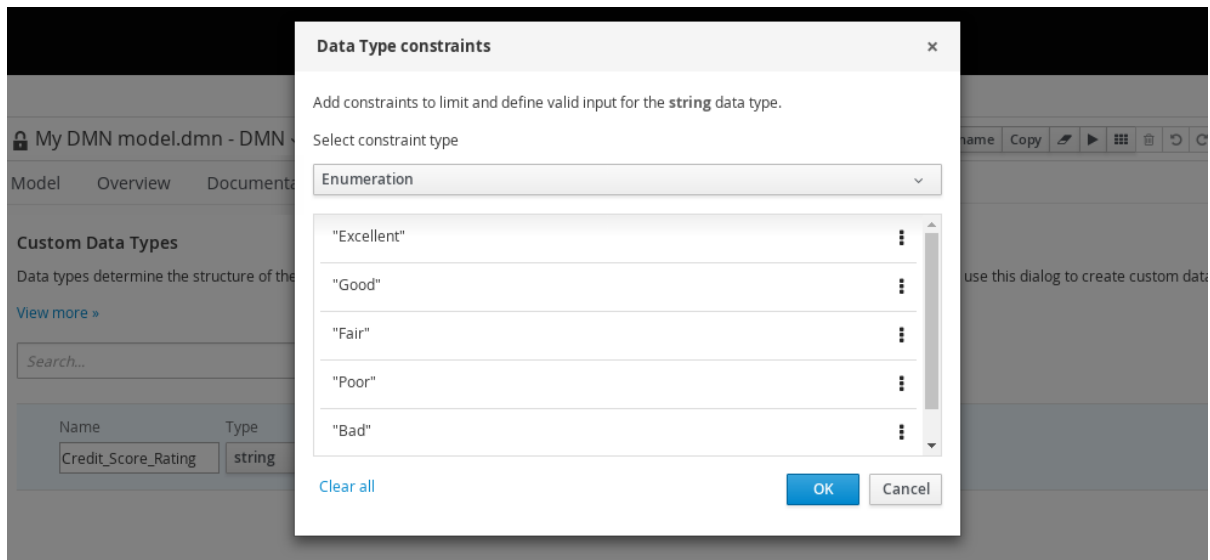 Data Type constraints ×
Add constraints to limit and define valid input for the string data type.
My DMN model.dmn - DMN
Select constraint type
name Copy
Enumeration
Model Overview Documenta
"Excellent"
Custom Data Types
Data types determine the structure of the
"Good"
use this dialog to create custom data
View more »
"Fair"
Search...
"Poor"
Name Type
"Bad"
Credit_Score_Rating string
Clear all
OK Cancel